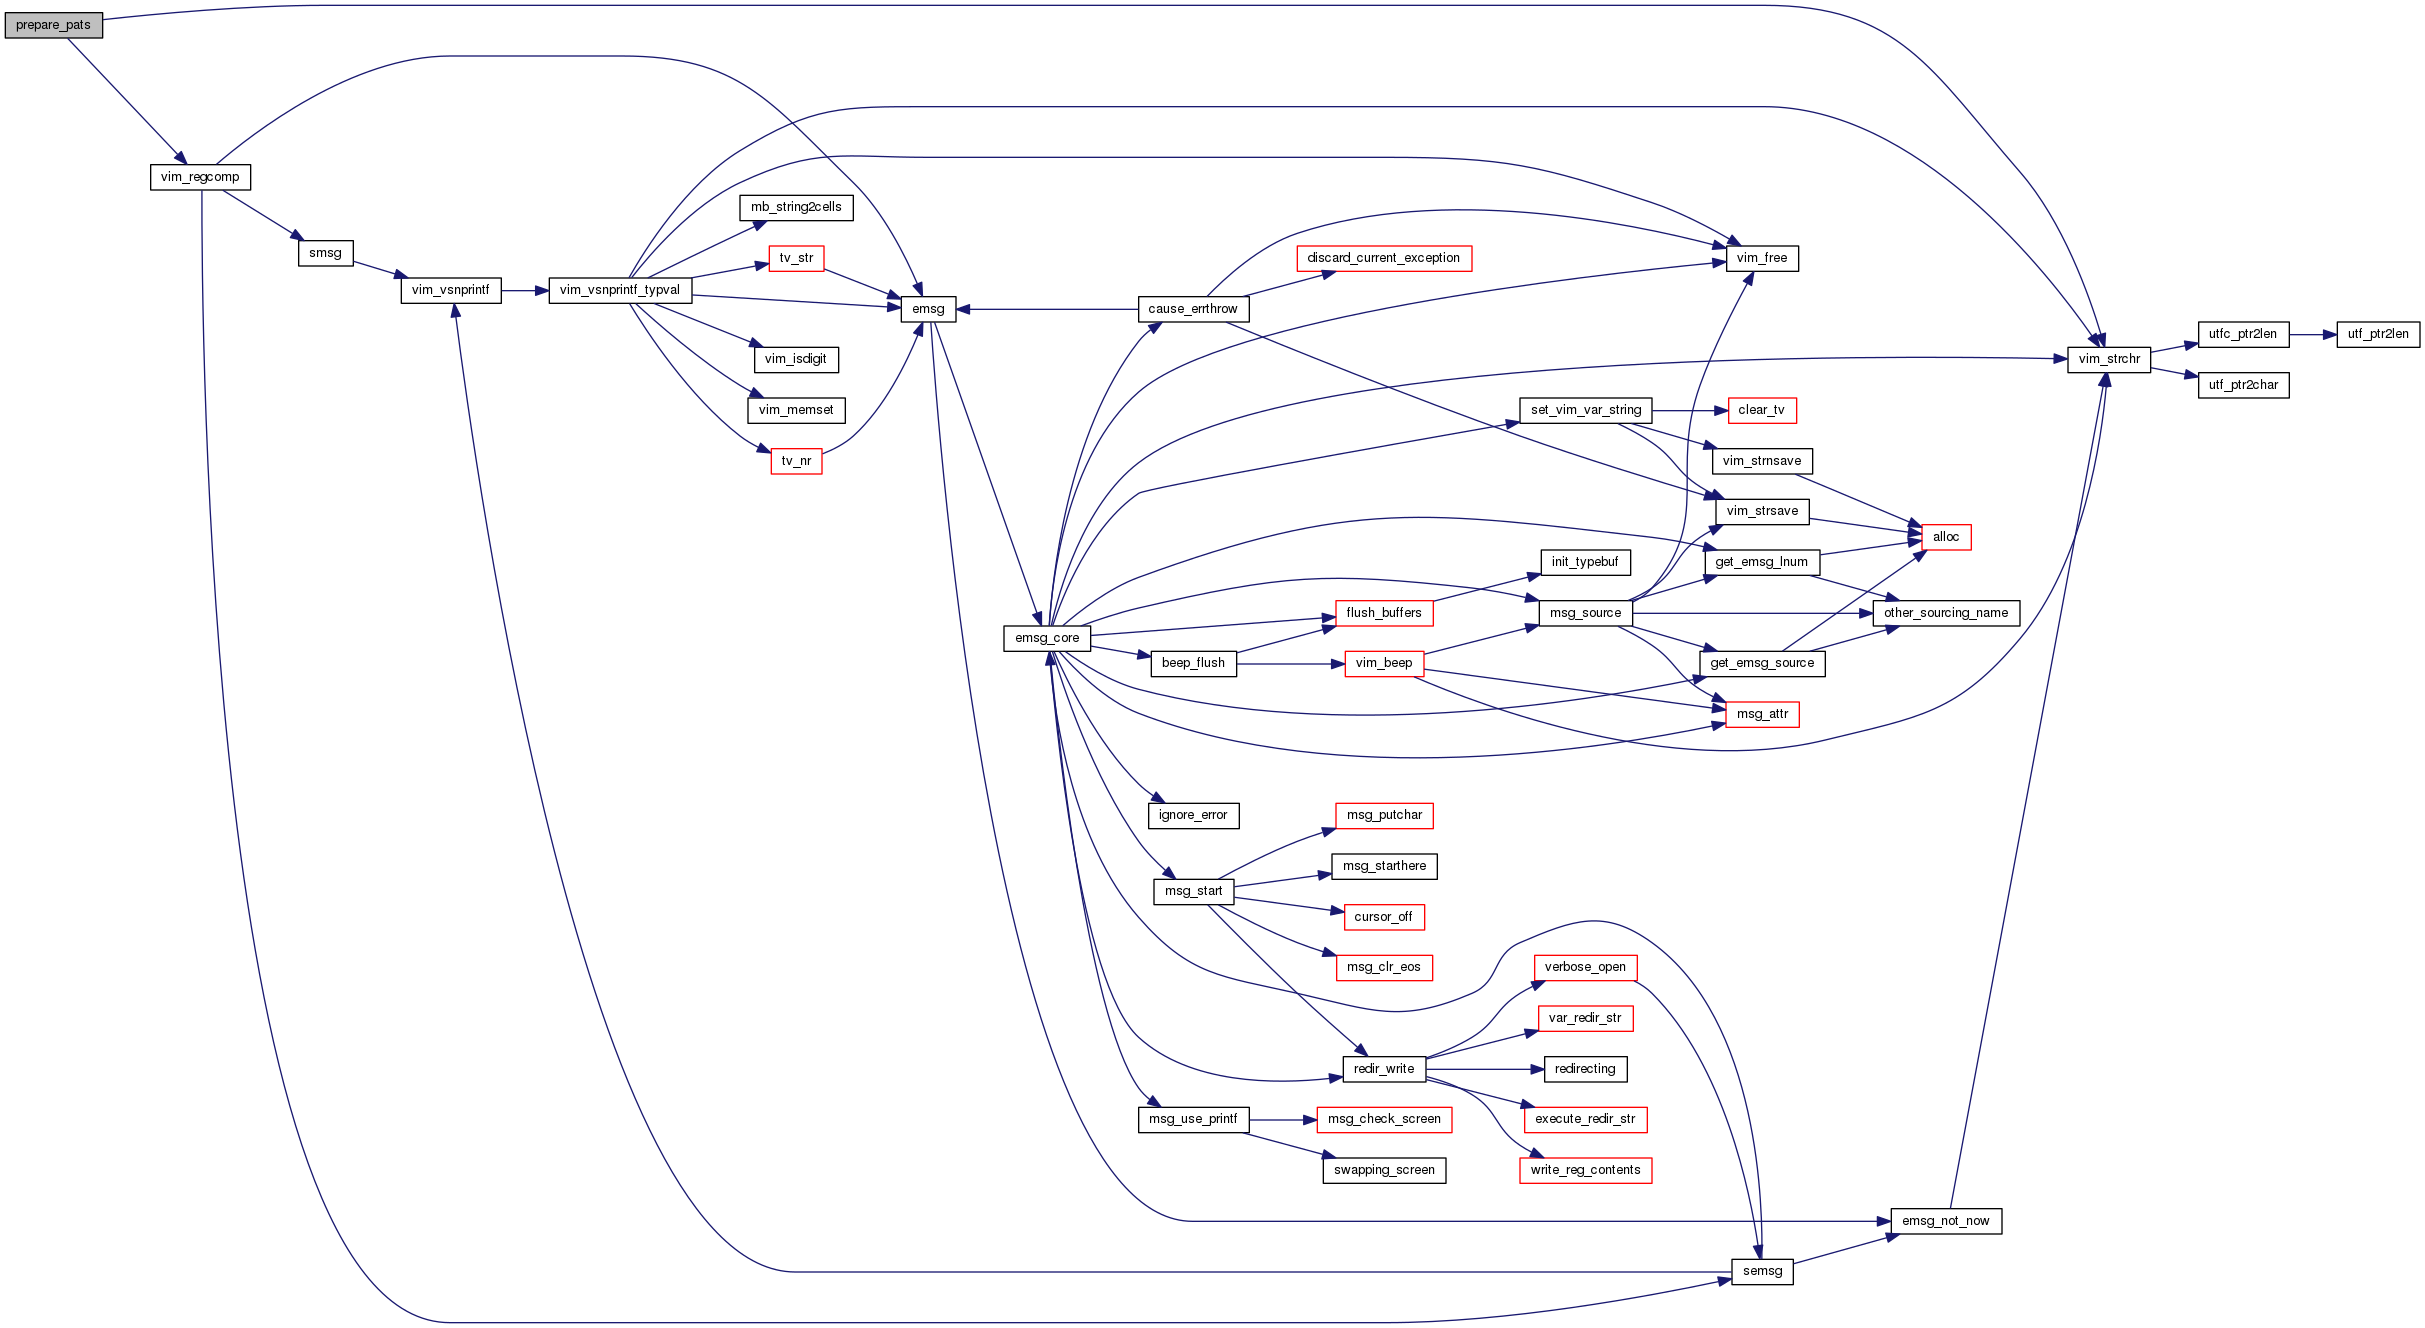 prepare_pats
vim_regcomp
mb_string2cells
smsg
tv_str
discard_current_exception
vim_free
vim_vsnprintf
vim_vsnprintf_typval
emsg
cause_errthrow
utfc_ptr2len
utf_ptr2len
vim_isdigit
vim_strchr
utf_ptr2char
vim_memset
set_vim_var_string
clear_tv
tv_nr
vim_strnsave
vim_strsave
alloc
init_typebuf
get_emsg_lnum
flush_buffers
msg_source
other_sourcing_name
emsg_core
beep_flush
vim_beep
get_emsg_source
msg_attr
ignore_error
msg_putchar
msg_starthere
msg_start
cursor_off
msg_clr_eos
verbose_open
var_redir_str
redir_write
redirecting
msg_use_printf
msg_check_screen
execute_redir_str
swapping_screen
write_reg_contents
emsg_not_now
semsg